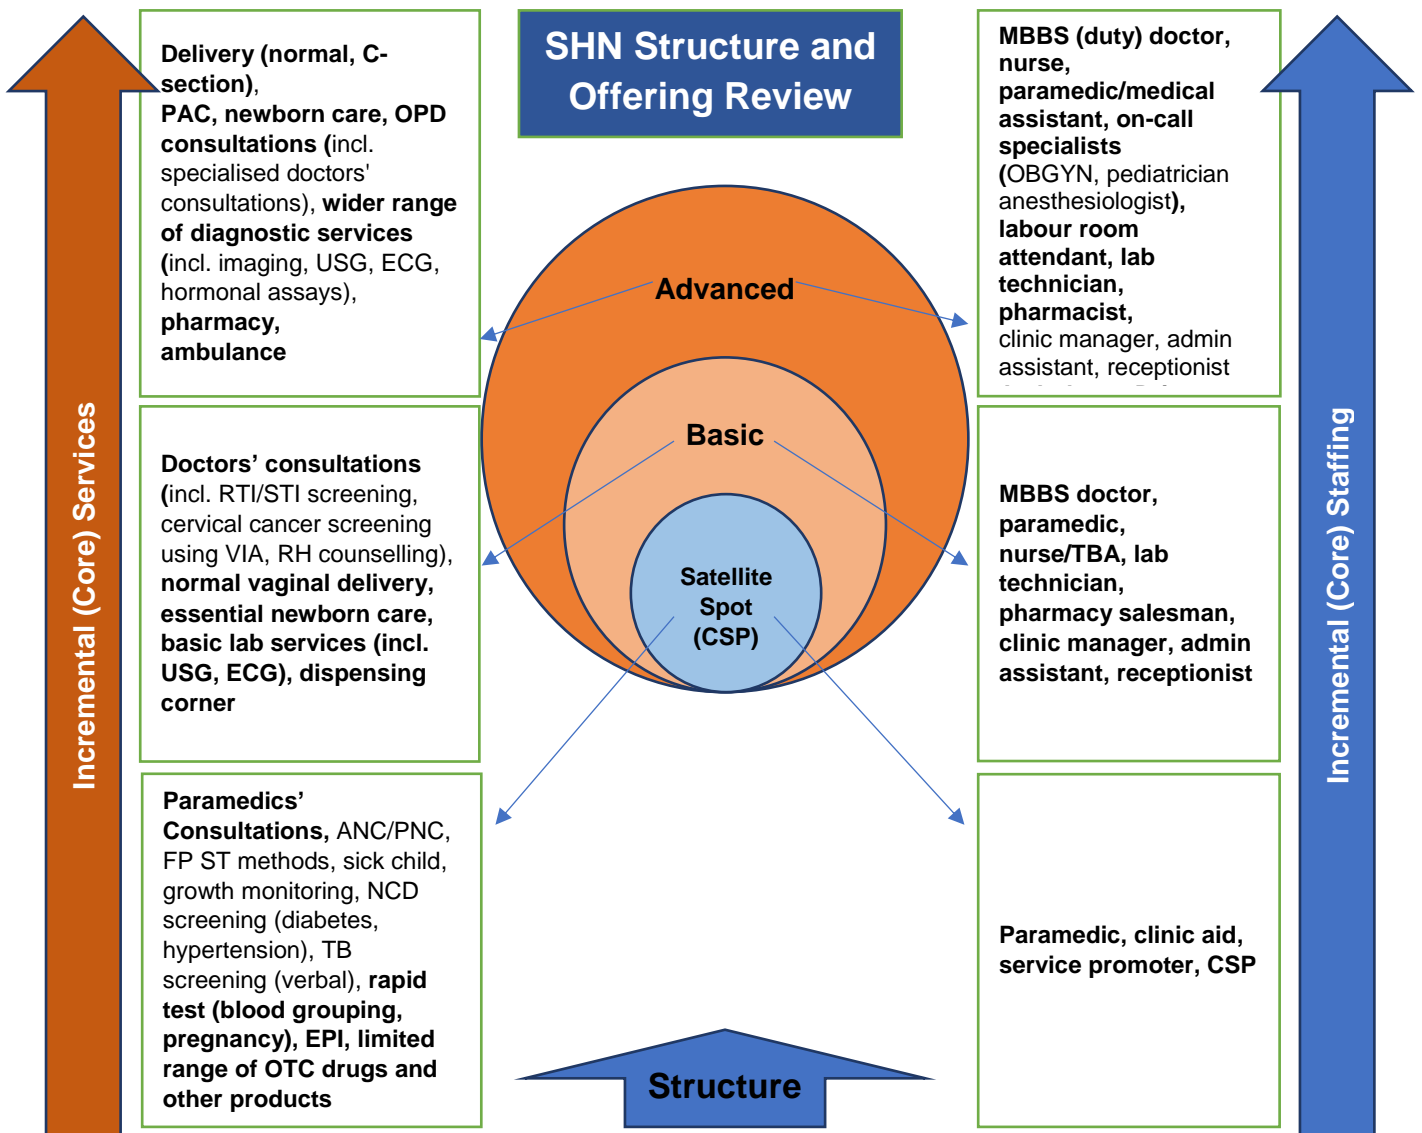 SHN Structure and
Offering Review
Incremental (Core) Services
Delivery (normal, C-
section),
PAC, newborn care, OPD
consultations (incl.
specialised doctors'
consultations), wider range
of diagnostic services
(incl. imaging, USG, ECG,
hormonal assays),
pharmacy,
ambulance
Doctors’ consultations
(incl. RTI/STI screening,
cervical cancer screening
using VIA, RH counselling),
normal vaginal delivery,
essential newborn care,
basic lab services (incl.
USG, ECG), dispensing
corner
Paramedics’
Consultations, ANC/PNC,
FP ST methods, sick child,
growth monitoring, NCD
screening (diabetes,
hypertension), TB
screening (verbal), rapid
test (blood grouping,
pregnancy), EPI, limited
range of OTC drugs and
other products
Advanced
Basic
Satellite
Spot
(CSP)
Structure
MBBS (duty) doctor,
nurse,
paramedic/medical
assistant, on-call
specialists
(OBGYN, pediatrician
anesthesiologist),
labour room
attendant, lab
technician,
pharmacist,
clinic manager, admin
assistant, receptionist
MBBS doctor,
paramedic,
nurse/TBA, lab
technician,
pharmacy salesman,
clinic manager, admin
assistant, receptionist
Paramedic, clinic aid,
service promoter, CSP
Incremental (Core) Staffing